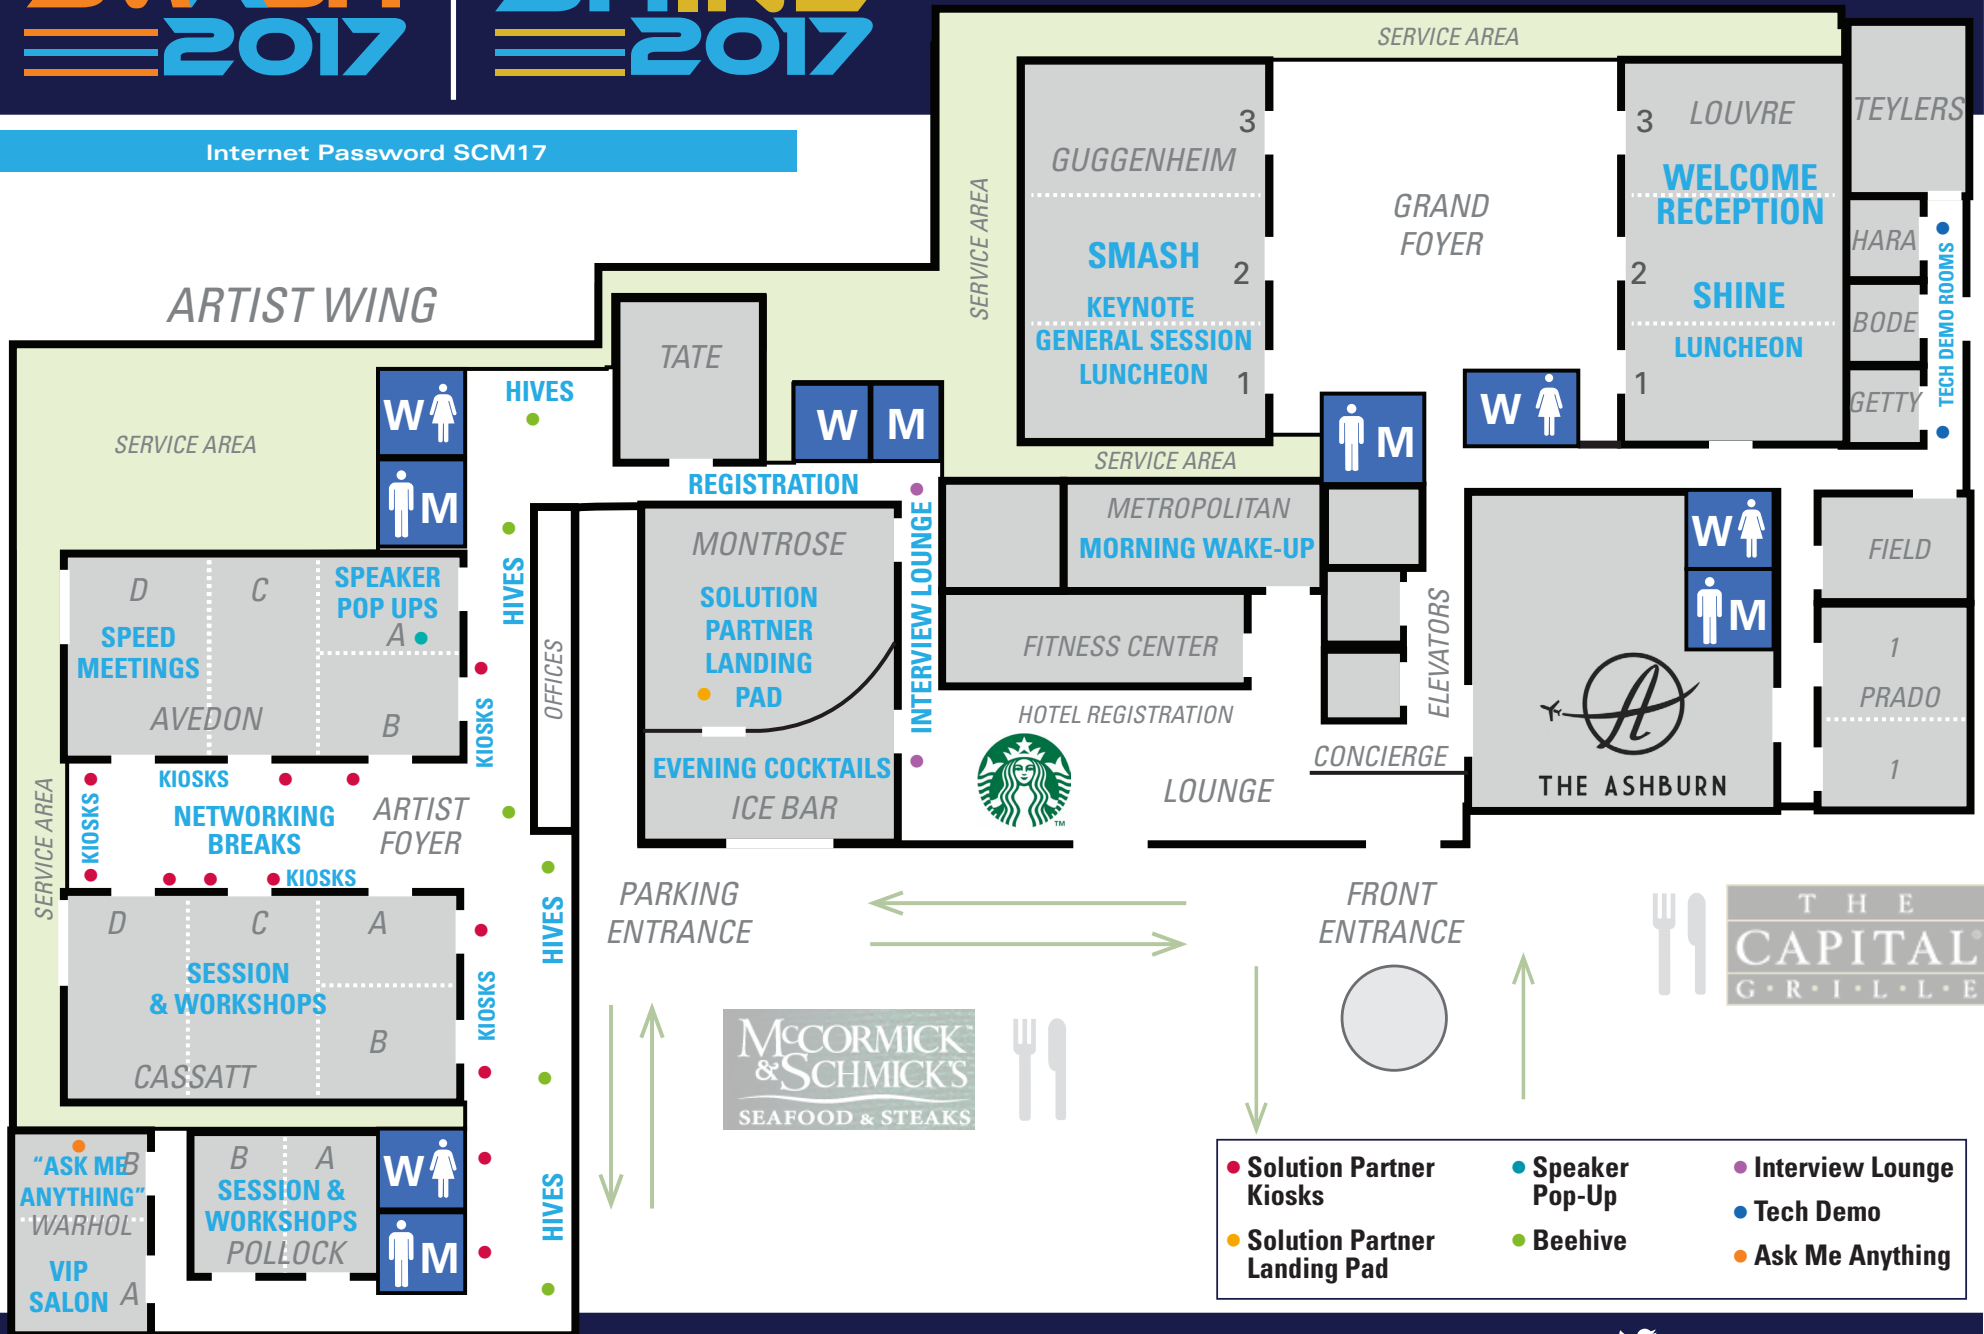 2017
2017
Internet Password SCM17
SERVICE AREA
GUGGENHEIM
3
SMASH
2
KEYNOTE
GENERAL SESSION
LUNCHEON
1
SERVICE AREA
SERVICE AREA
GRAND
FOYER
3
LOUVRE
WELCOME
RECEPTION
2
SHINE
LUNCHEON
1
TEYLERS
HARA
BODE
GETTY
TECH DEMO ROOMS
ARTIST WING
SERVICE AREA
W
M
HIVES
TATE
W
M
REGISTRATION
HIVES
OFFICES
MONTROSE
SOLUTION
PARTNER
LANDING
PAD
EVENING COCKTAILS
ICE BAR
INTERVIEW LOUNGE
METROPOLITAN
MORNING WAKE-UP
FITNESS CENTER
HOTEL REGISTRATION
M
W
ELEVATORS
CONCIERGE
LOUNGE
TM
W
M
A
THE ASHBURN
FIELD
1
PRADO
1
D
C
SPEAKER
POP UPS
A
SPEED
MEETINGS
AVEDON
B
KIOSKS
KIOSKS
KIOSKS
NETWORKING
BREAKS
ARTIST
FOYER
KIOSKS
SERVICE AREA
D
C
A
SESSION
& WORKSHOPS
B
CASSATT
KIOSKS
HIVES
HIVES
"ASK ME
B
ANYTHING"
WARHOL
VIP
SALON
A
B
A
SESSION &
WORKSHOPS
POLLOCK
W
M
PARKING
ENTRANCE
FRONT
ENTRANCE
McCORMICK
& SCHMICK'S
SEAFOOD & STEAKS
THE
CAPITAL
G·R·I·L·L·E
Solution Partner
Kiosks
Solution Partner
Landing Pad
Speaker
Pop-Up
Beehive
Interview Lounge
Tech Demo
Ask Me Anything